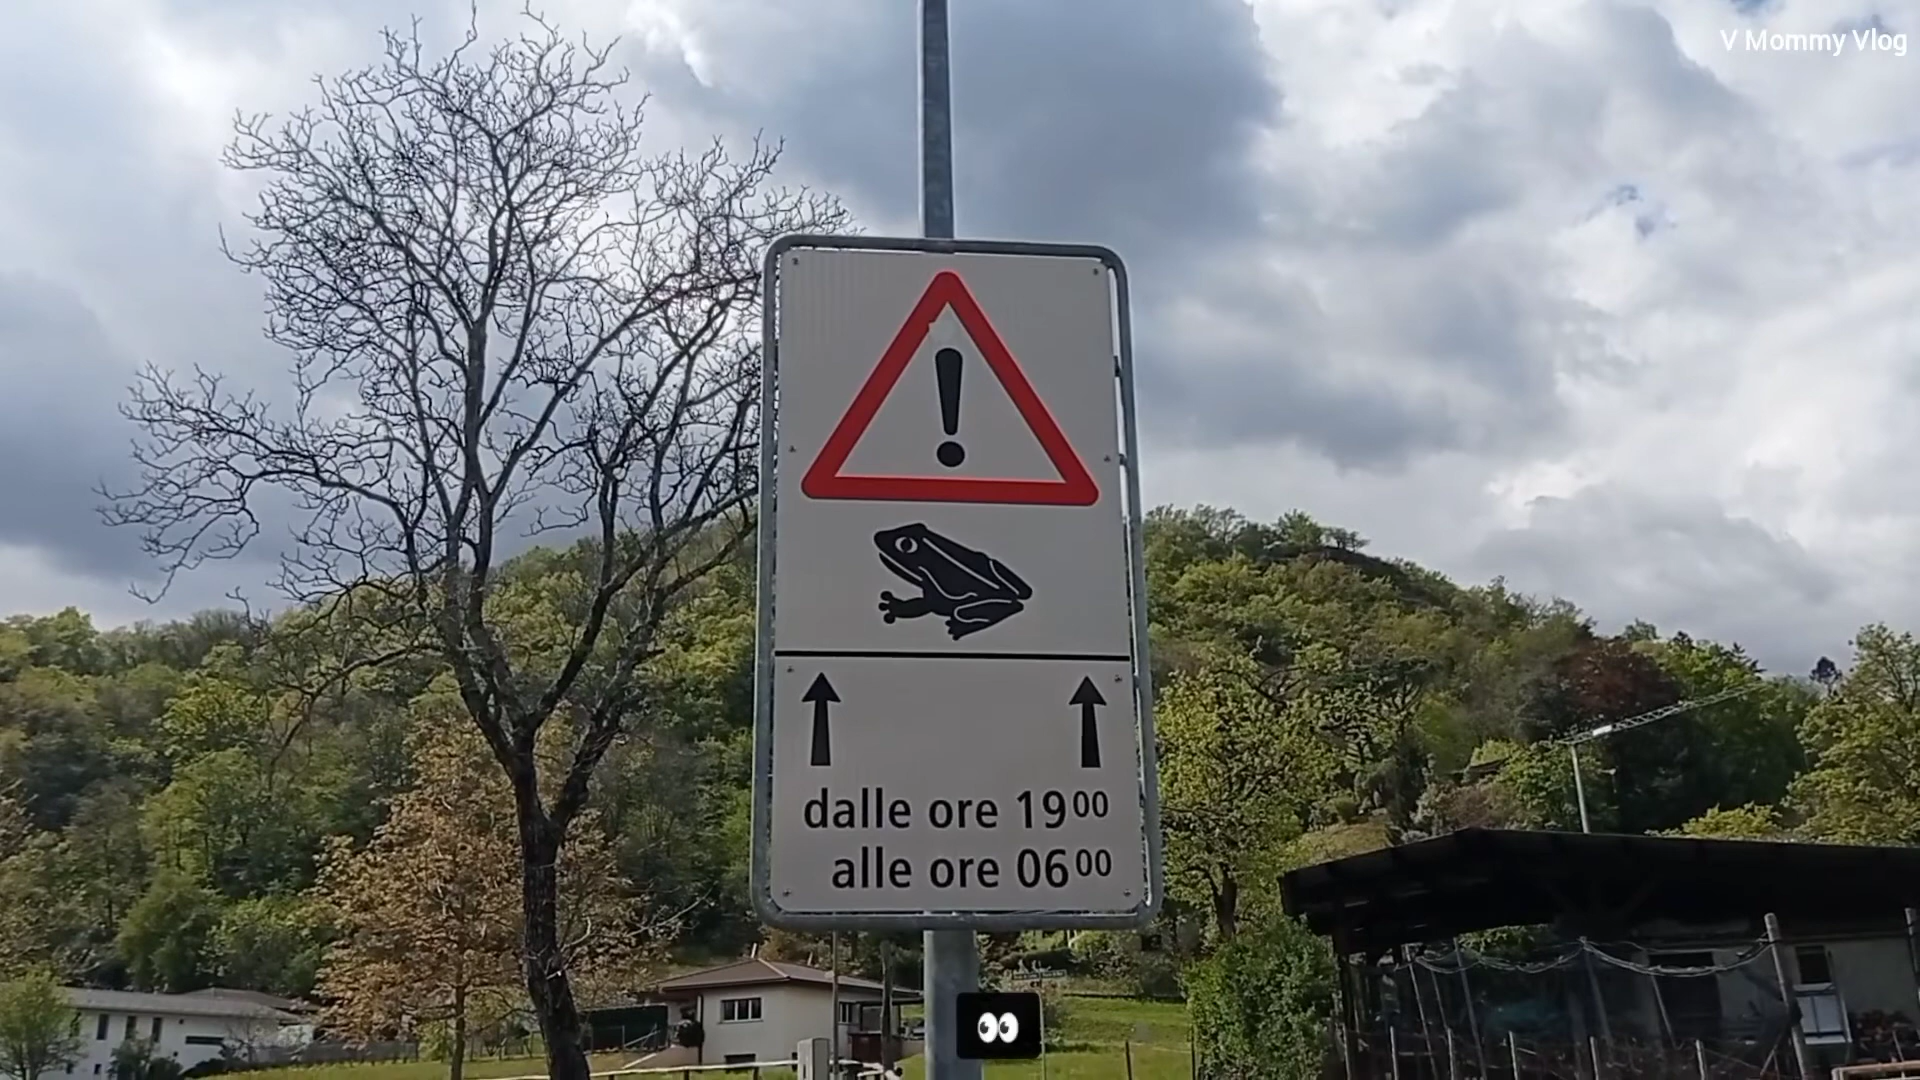 V Mommy Vlog
dalle ore 19⁰⁰
alle ore 06⁰⁰